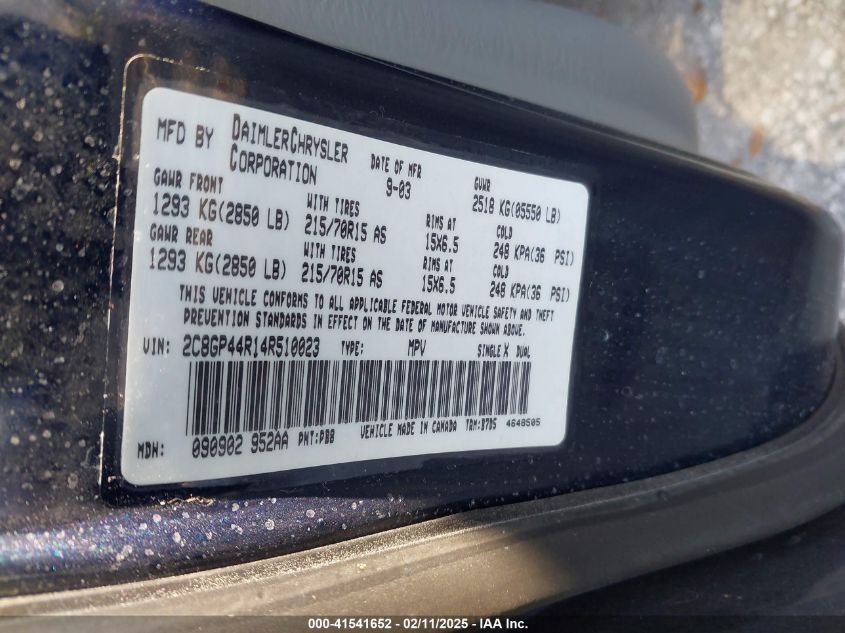 MFD BY DAIMLERCHRYSLER CORPORATION DATE OF MFR 9-03 GVWR 2518 KG(05550 LB)
GAWR FRONT WITH TIRES RIMS AT COLD
1293 KG(2850 LB) 215/70R15 AS 15X6.5 248 KPA(36 PSI)
GAWR REAR WITH TIRES RIMS AT COLD
1293 KG(2850 LB) 215/70R15 AS 15X6.5 248 KPA(36 PSI)
THIS VEHICLE CONFORMS TO ALL APPLICABLE FEDERAL MOTOR VEHICLE SAFETY AND THEFT
PREVENTION STANDARDS IN EFFECT ON THE DATE OF MANUFACTURE SHOWN ABOVE.
VIN: 2C8GP44R14R510023 TYPE: MPV SINGLE X DUAL
MDH: 090902 952AA PNT:PBB VEHICLE MADE IN CANADA TRM:B7D5 4648505
000-41541652 - 02/11/2025 - IAA Inc.